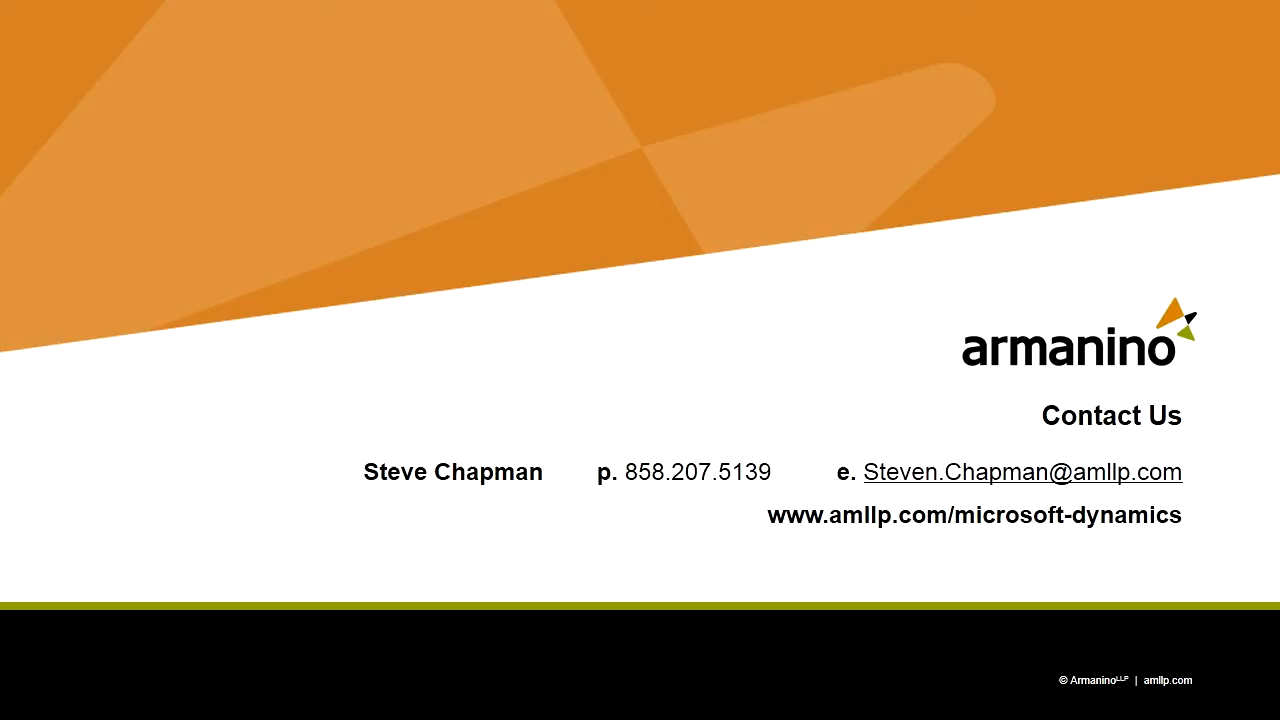 armanino
Contact Us
Steve Chapman p. 858.207.5139 e. Steven.Chapman@amllp.com
www.amllp.com/microsoft-dynamics
© ArmaninoLLP | amllp.com